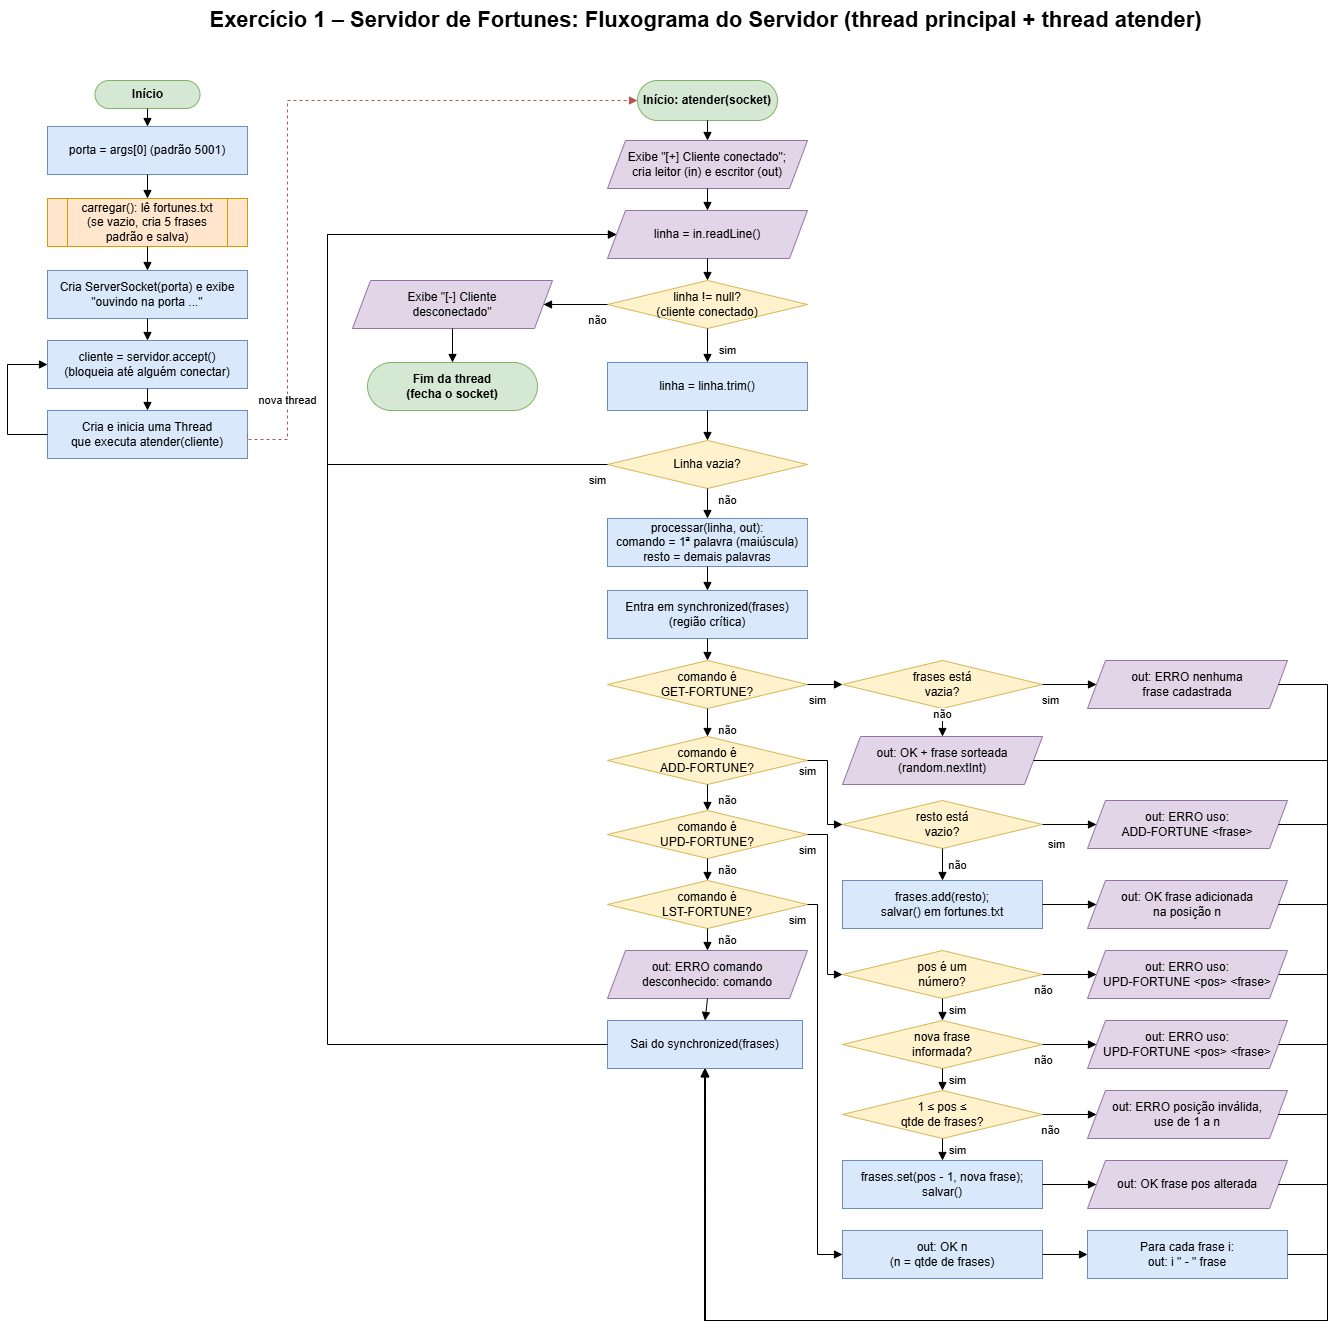 Exercício 1 – Servidor de Fortunes: Fluxograma do Servidor (thread principal + thread atender)
Início
porta = args[0] (padrão 5001)
carregar(): lê fortunes.txt
(se vazio, cria 5 frases
padrão e salva)
Cria ServerSocket(porta) e exibe
"ouvindo na porta ..."
cliente = servidor.accept()
(bloqueia até alguém conectar)
Cria e inicia uma Thread
que executa atender(cliente)
nova thread
Início: atender(socket)
Exibe "[+] Cliente conectado";
cria leitor (in) e escritor (out)
linha = in.readLine()
linha != null?
(cliente conectado)
não
Exibe "[-] Cliente
desconectado"
Fim da thread
(fecha o socket)
sim
linha = linha.trim()
Linha vazia?
sim
não
processar(linha, out):
comando = 1ª palavra (maiúscula)
resto = demais palavras
Entra em synchronized(frases)
(região crítica)
comando é
GET-FORTUNE?
sim
frases está
vazia?
sim
out: ERRO nenhuma
frase cadastrada
não
out: OK + frase sorteada
(random.nextInt)
não
comando é
ADD-FORTUNE?
sim
resto está
vazio?
sim
out: ERRO uso:
ADD-FORTUNE <frase>
não
frases.add(resto);
salvar() em fortunes.txt
out: OK frase adicionada
na posição n
não
comando é
UPD-FORTUNE?
sim
pos é um
número?
não
out: ERRO uso:
UPD-FORTUNE <pos> <frase>
sim
nova frase
informada?
não
out: ERRO uso:
UPD-FORTUNE <pos> <frase>
sim
1 ≤ pos ≤
qtde de frases?
não
out: ERRO posição inválida,
use de 1 a n
sim
frases.set(pos - 1, nova frase);
salvar()
out: OK frase pos alterada
não
comando é
LST-FORTUNE?
sim
out: OK n
(n = qtde de frases)
Para cada frase i:
out: i " - " frase
não
out: ERRO comando
desconhecido: comando
Sai do synchronized(frases)